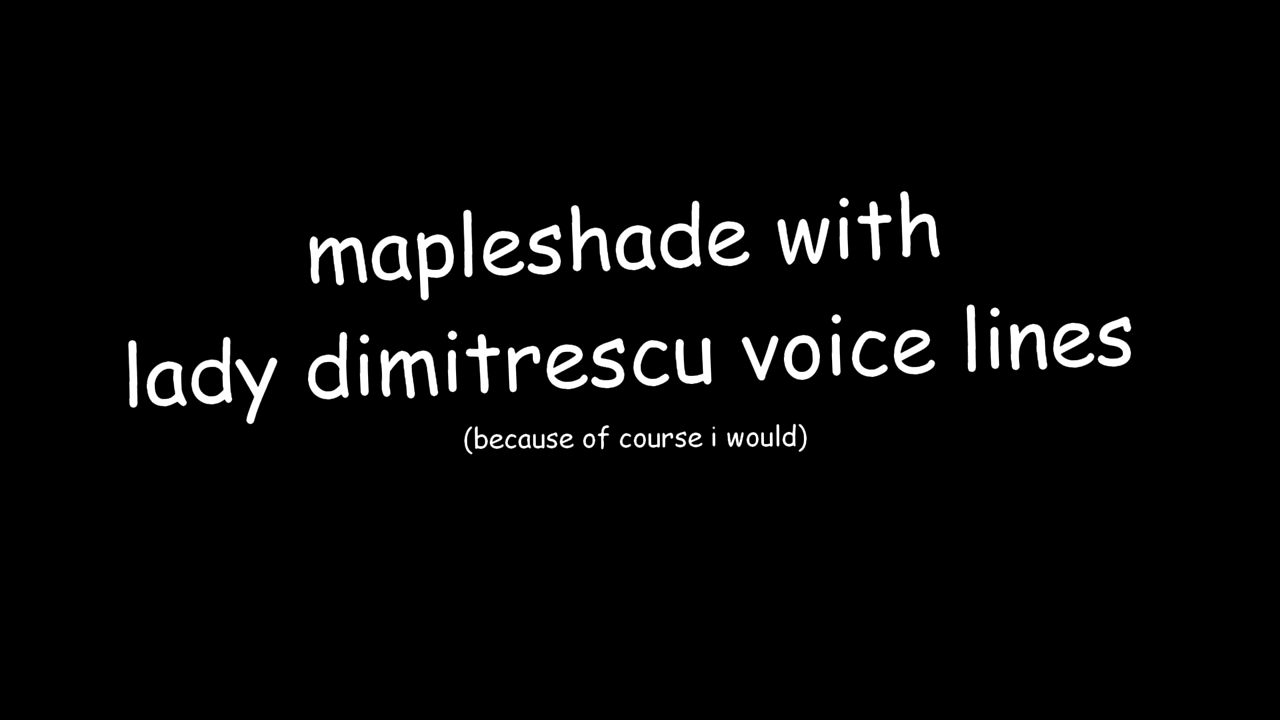 mapleshade with
lady dimitrescu voice lines
(because of course i would)